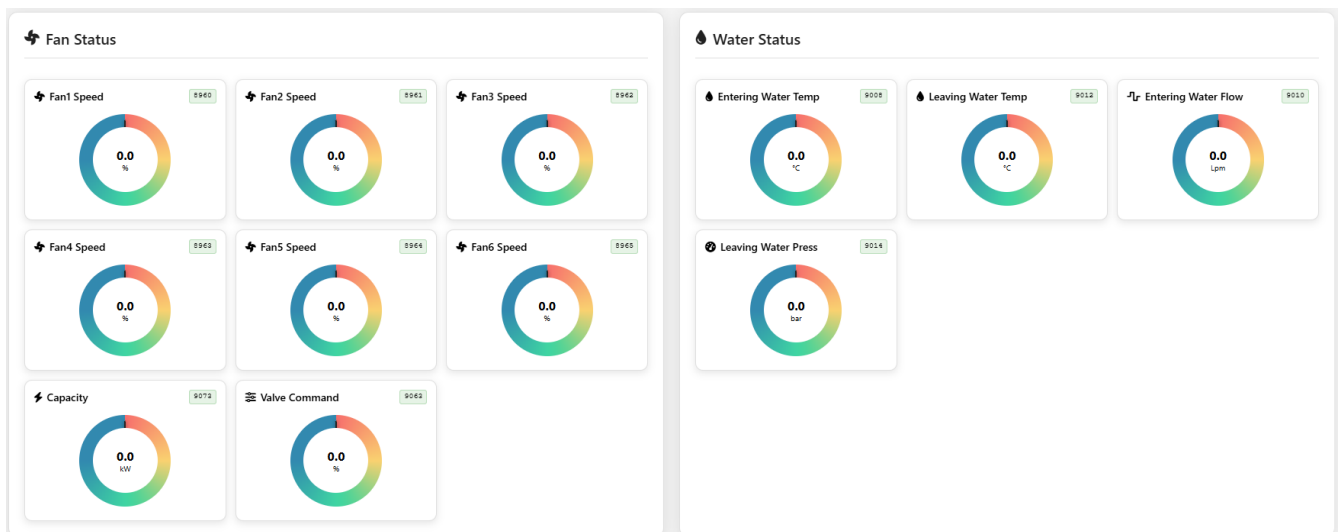 Fan Status
Fan1 Speed 8960
0.0
%
Fan2 Speed 8961
0.0
%
Fan3 Speed 8962
0.0
%
Fan4 Speed 8963
0.0
%
Fan5 Speed 8964
0.0
%
Fan6 Speed 8965
0.0
%
Capacity 9072
0.0
kW
Valve Command 9062
0.0
%
Water Status
Entering Water Temp 9008
0.0
°C
Leaving Water Temp 9012
0.0
°C
Entering Water Flow 9010
0.0
Lpm
Leaving Water Press 9014
0.0
bar